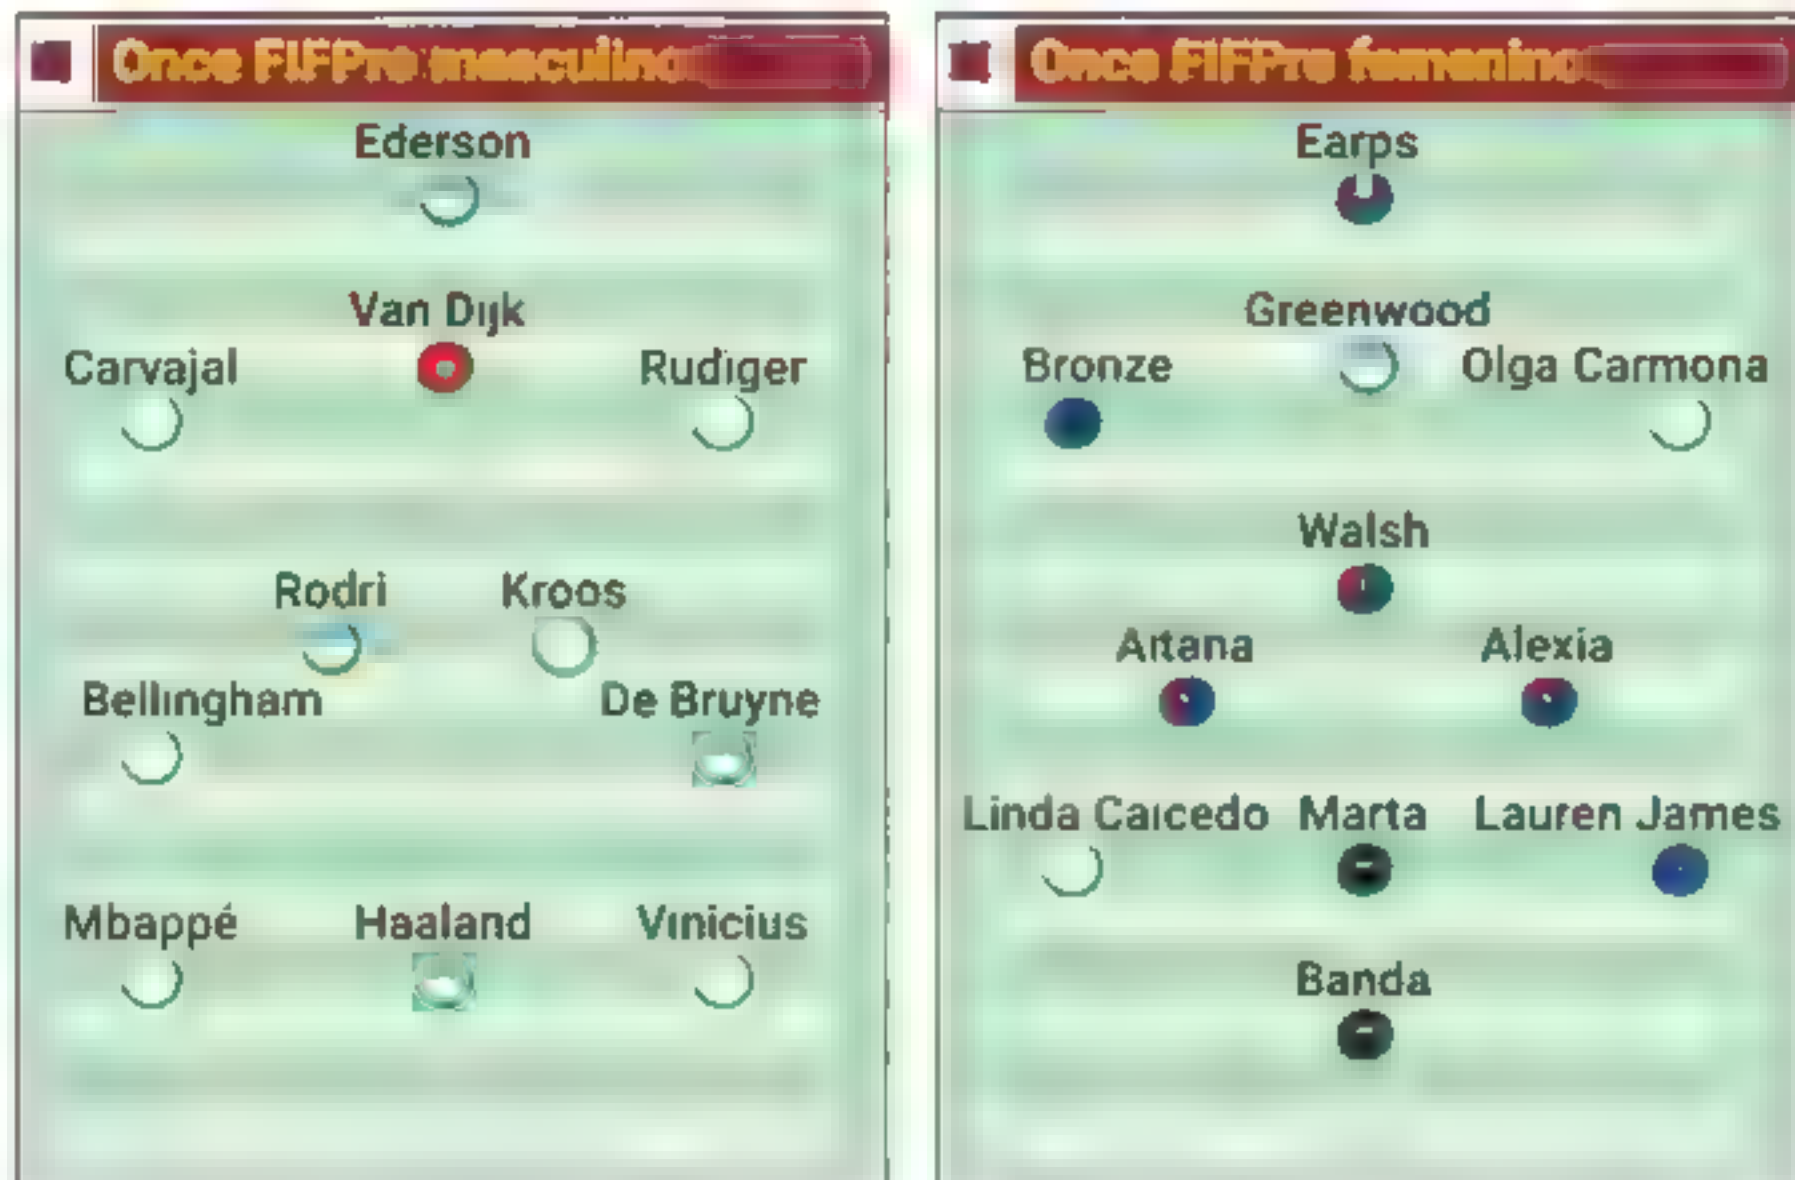 Once FIFPro masculino
Ederson
Van Dijk
Carvajal
Rudiger
Rodri
Kroos
Bellingham
De Bruyne
Mbappé
Haaland
Vinicius
Once FIFPro femenino
Earps
Greenwood
Bronze
Olga Carmona
Walsh
Aitana
Alexia
Linda Caicedo
Marta
Lauren James
Banda